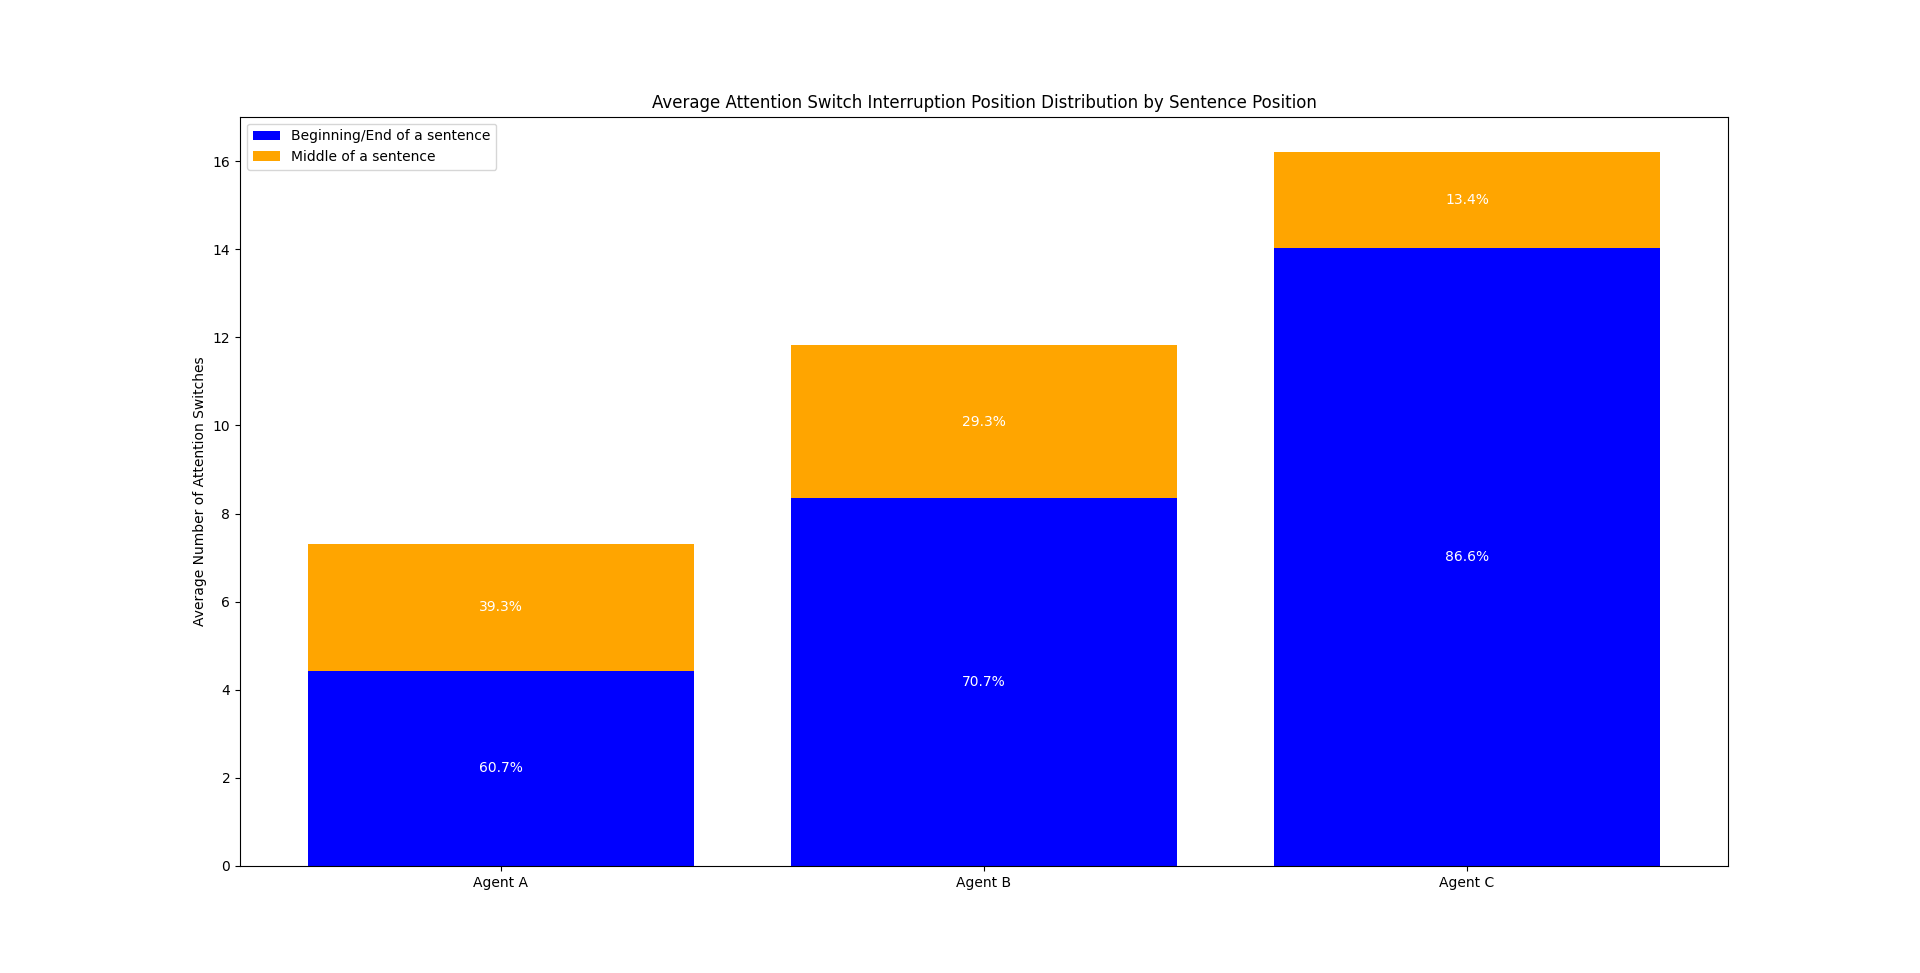 Average Attention Switch Interruption Position Distribution by Sentence Position
Beginning/End of a sentence
Middle of a sentence
Average Number of Attention Switches
16
14
12
10
8
6
4
2
0
13.4%
29.3%
86.6%
39.3%
70.7%
60.7%
Agent A
Agent B
Agent C